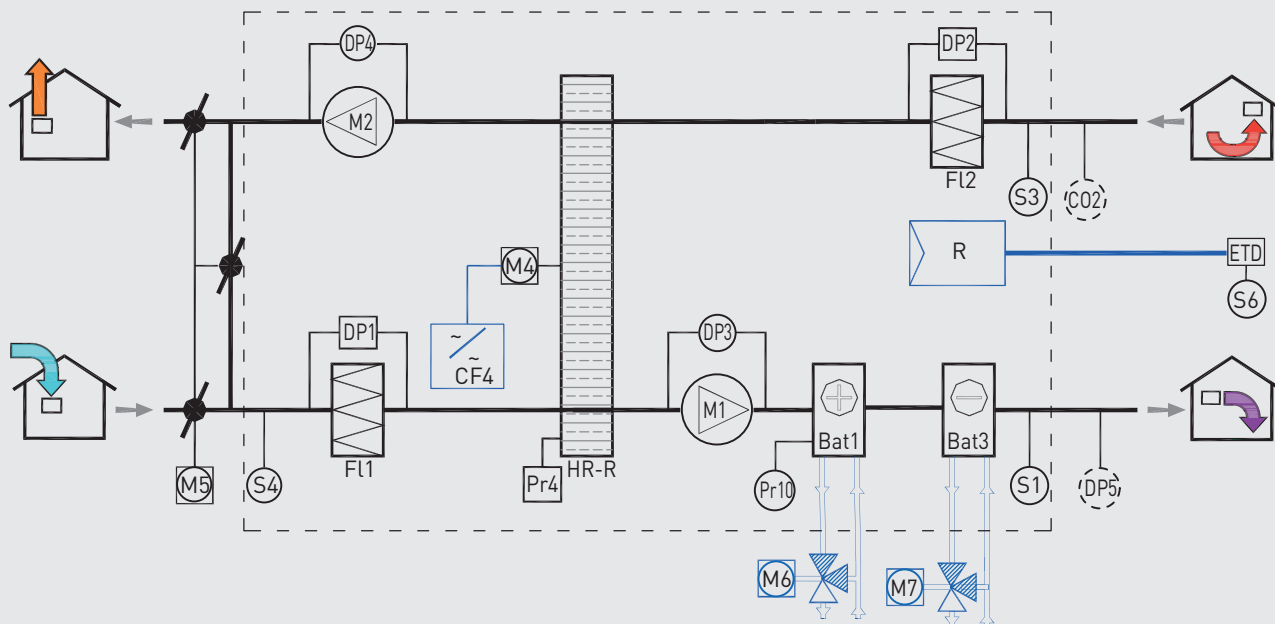 DP4
DP2
M2
Fl2
S3
CO2
R
ETD
M4
S6
DP1
DP3
~
~
CF4
M1
Fl1
HR-R
Bat1
Bat3
M5
S4
Pr4
Pr10
S1
DP5
M6
M7